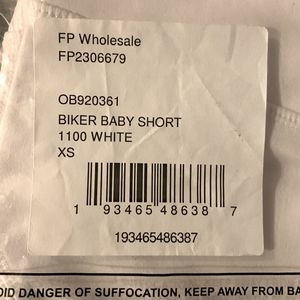 FP Wholesale
FP2306679
OB920361
BIKER BABY SHORT
1100 WHITE
XS
1 93465 48638 7
193465486387
OID DANGER OF SUFFOCATION, KEEP AWAY FROM BA